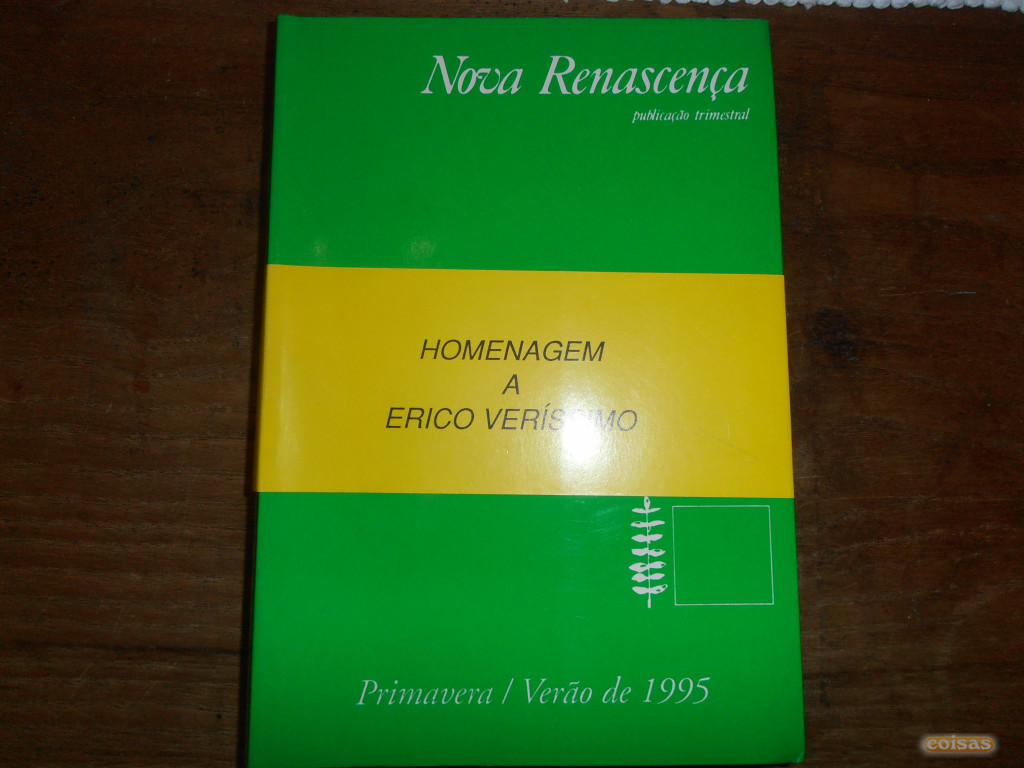 Nova Renascença
publicação trimestral
HOMENAGEM
A
ERICO VERÍSSIMO
Primavera / Verão de 1995
coisas